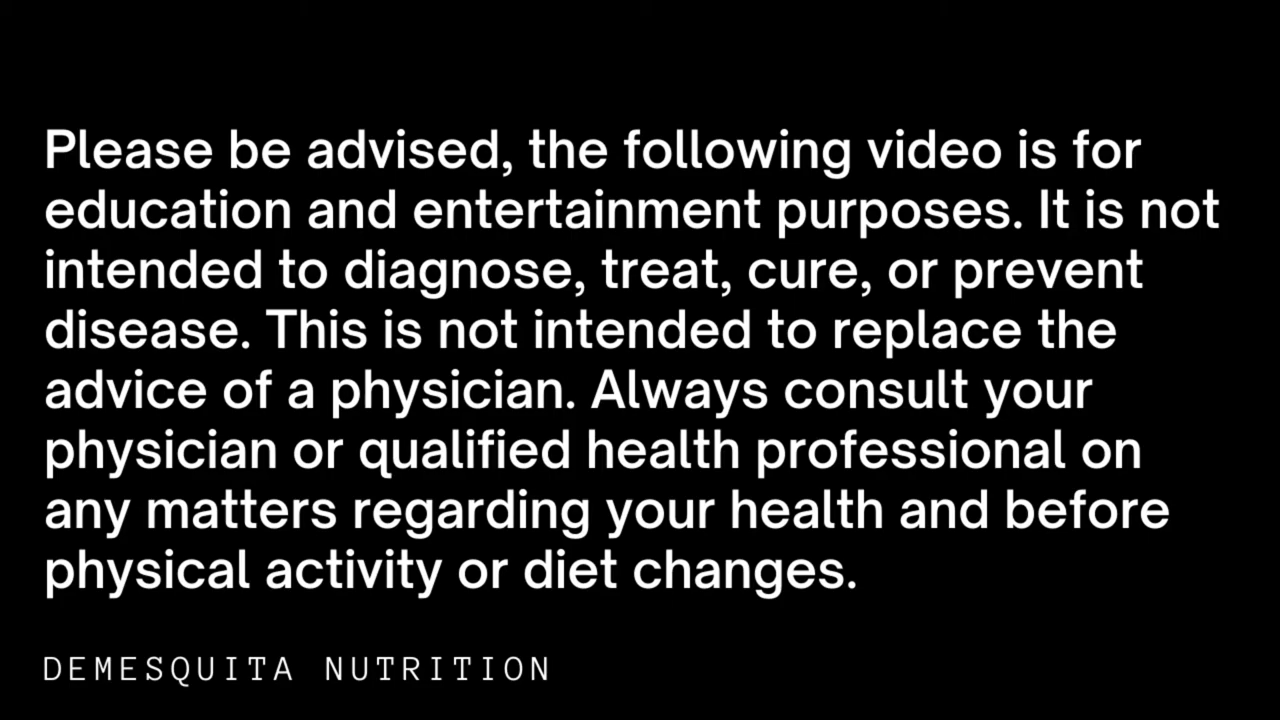 Please be advised, the following video is for
education and entertainment purposes. It is not
intended to diagnose, treat, cure, or prevent
disease. This is not intended to replace the
advice of a physician. Always consult your
physician or qualified health professional on
any matters regarding your health and before
physical activity or diet changes.
DEMESQUITA NUTRITION